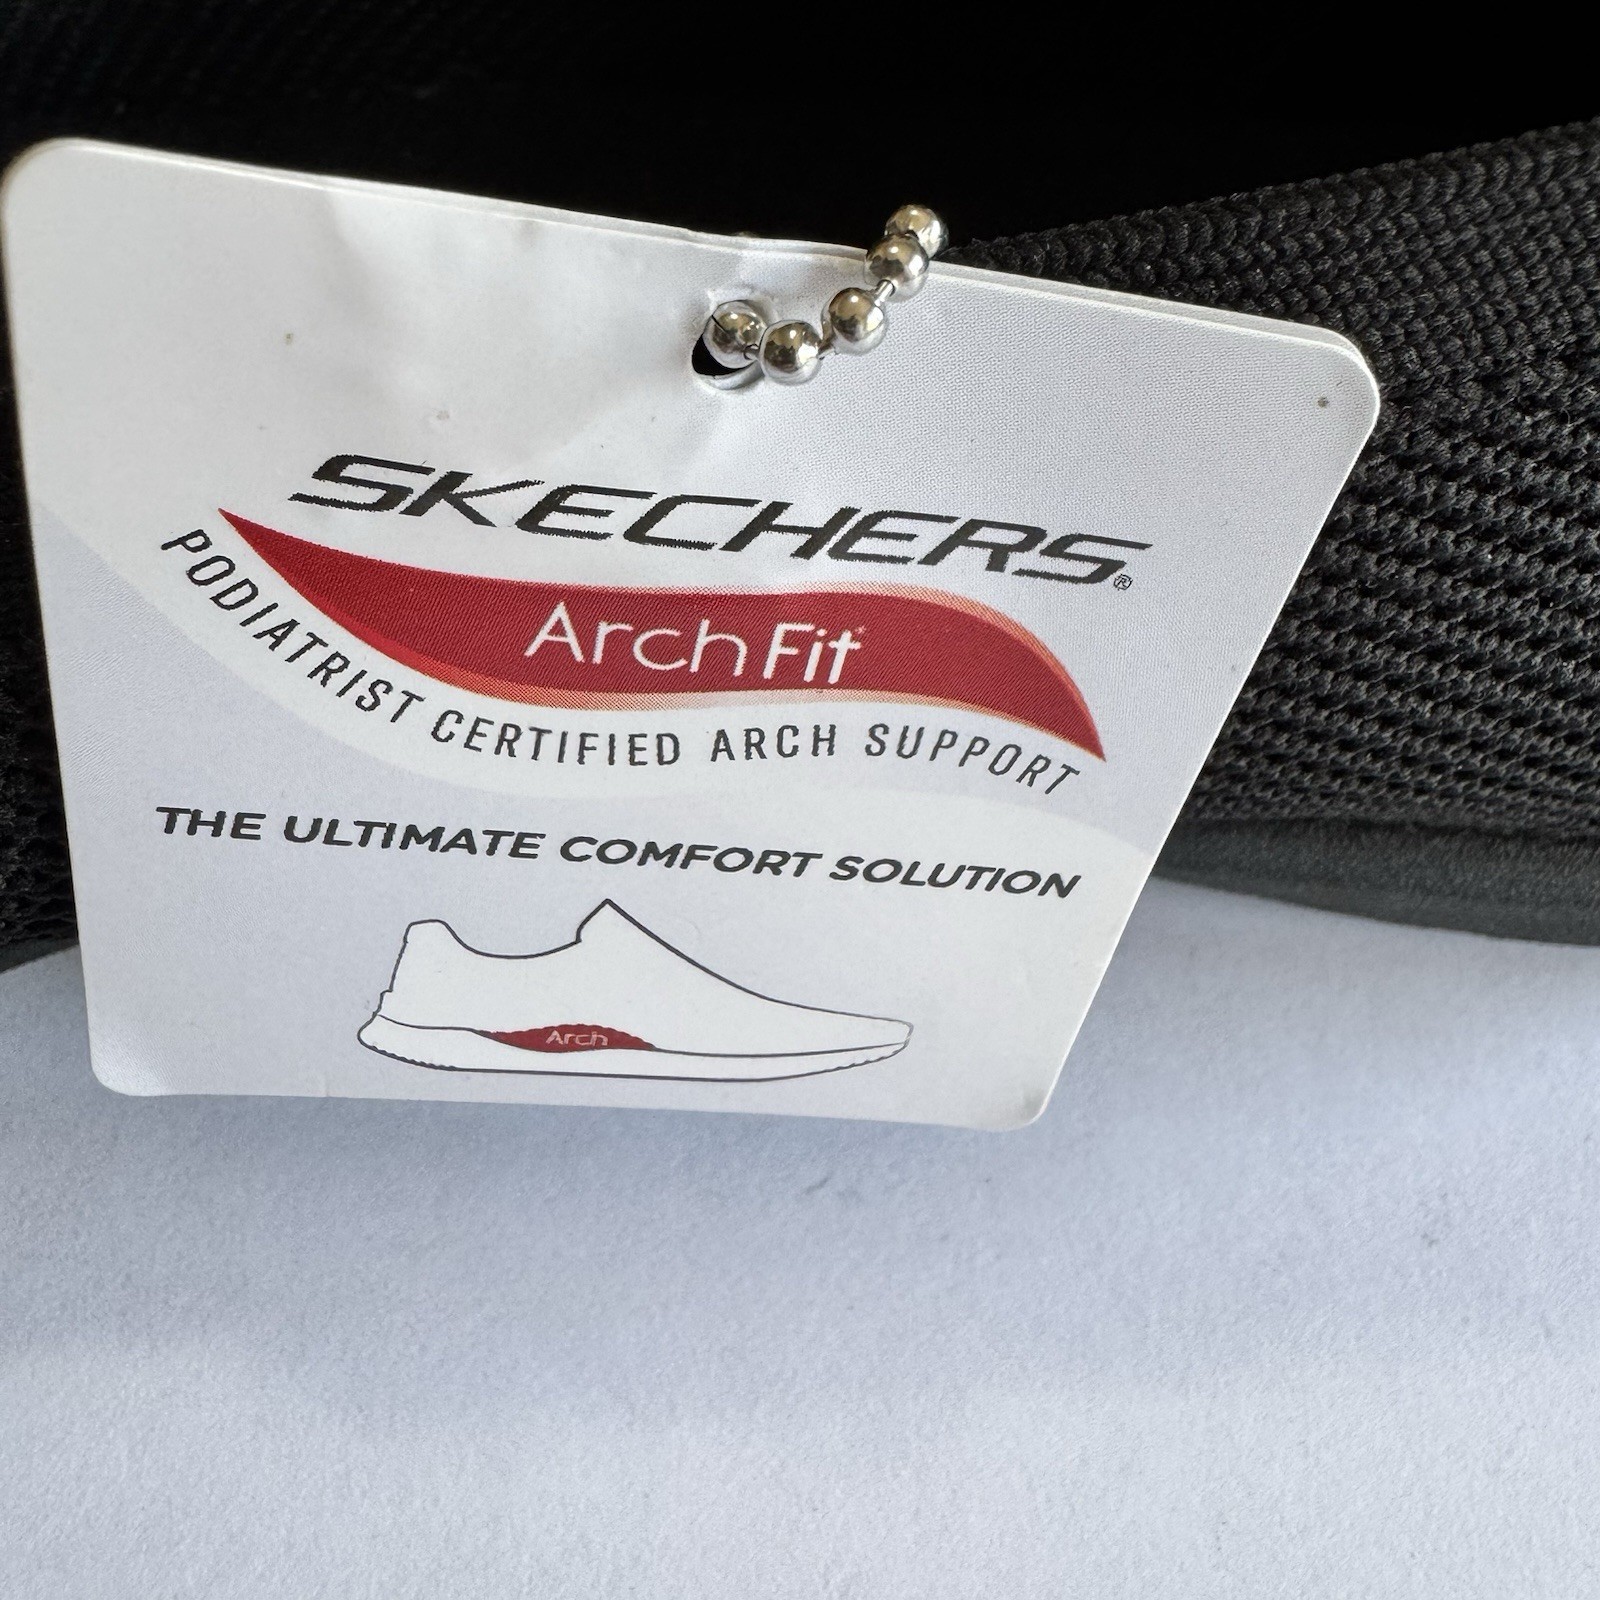 SKECHERS®
Arch Fit
PODIATRIST CERTIFIED ARCH SUPPORT
THE ULTIMATE COMFORT SOLUTION
Arch